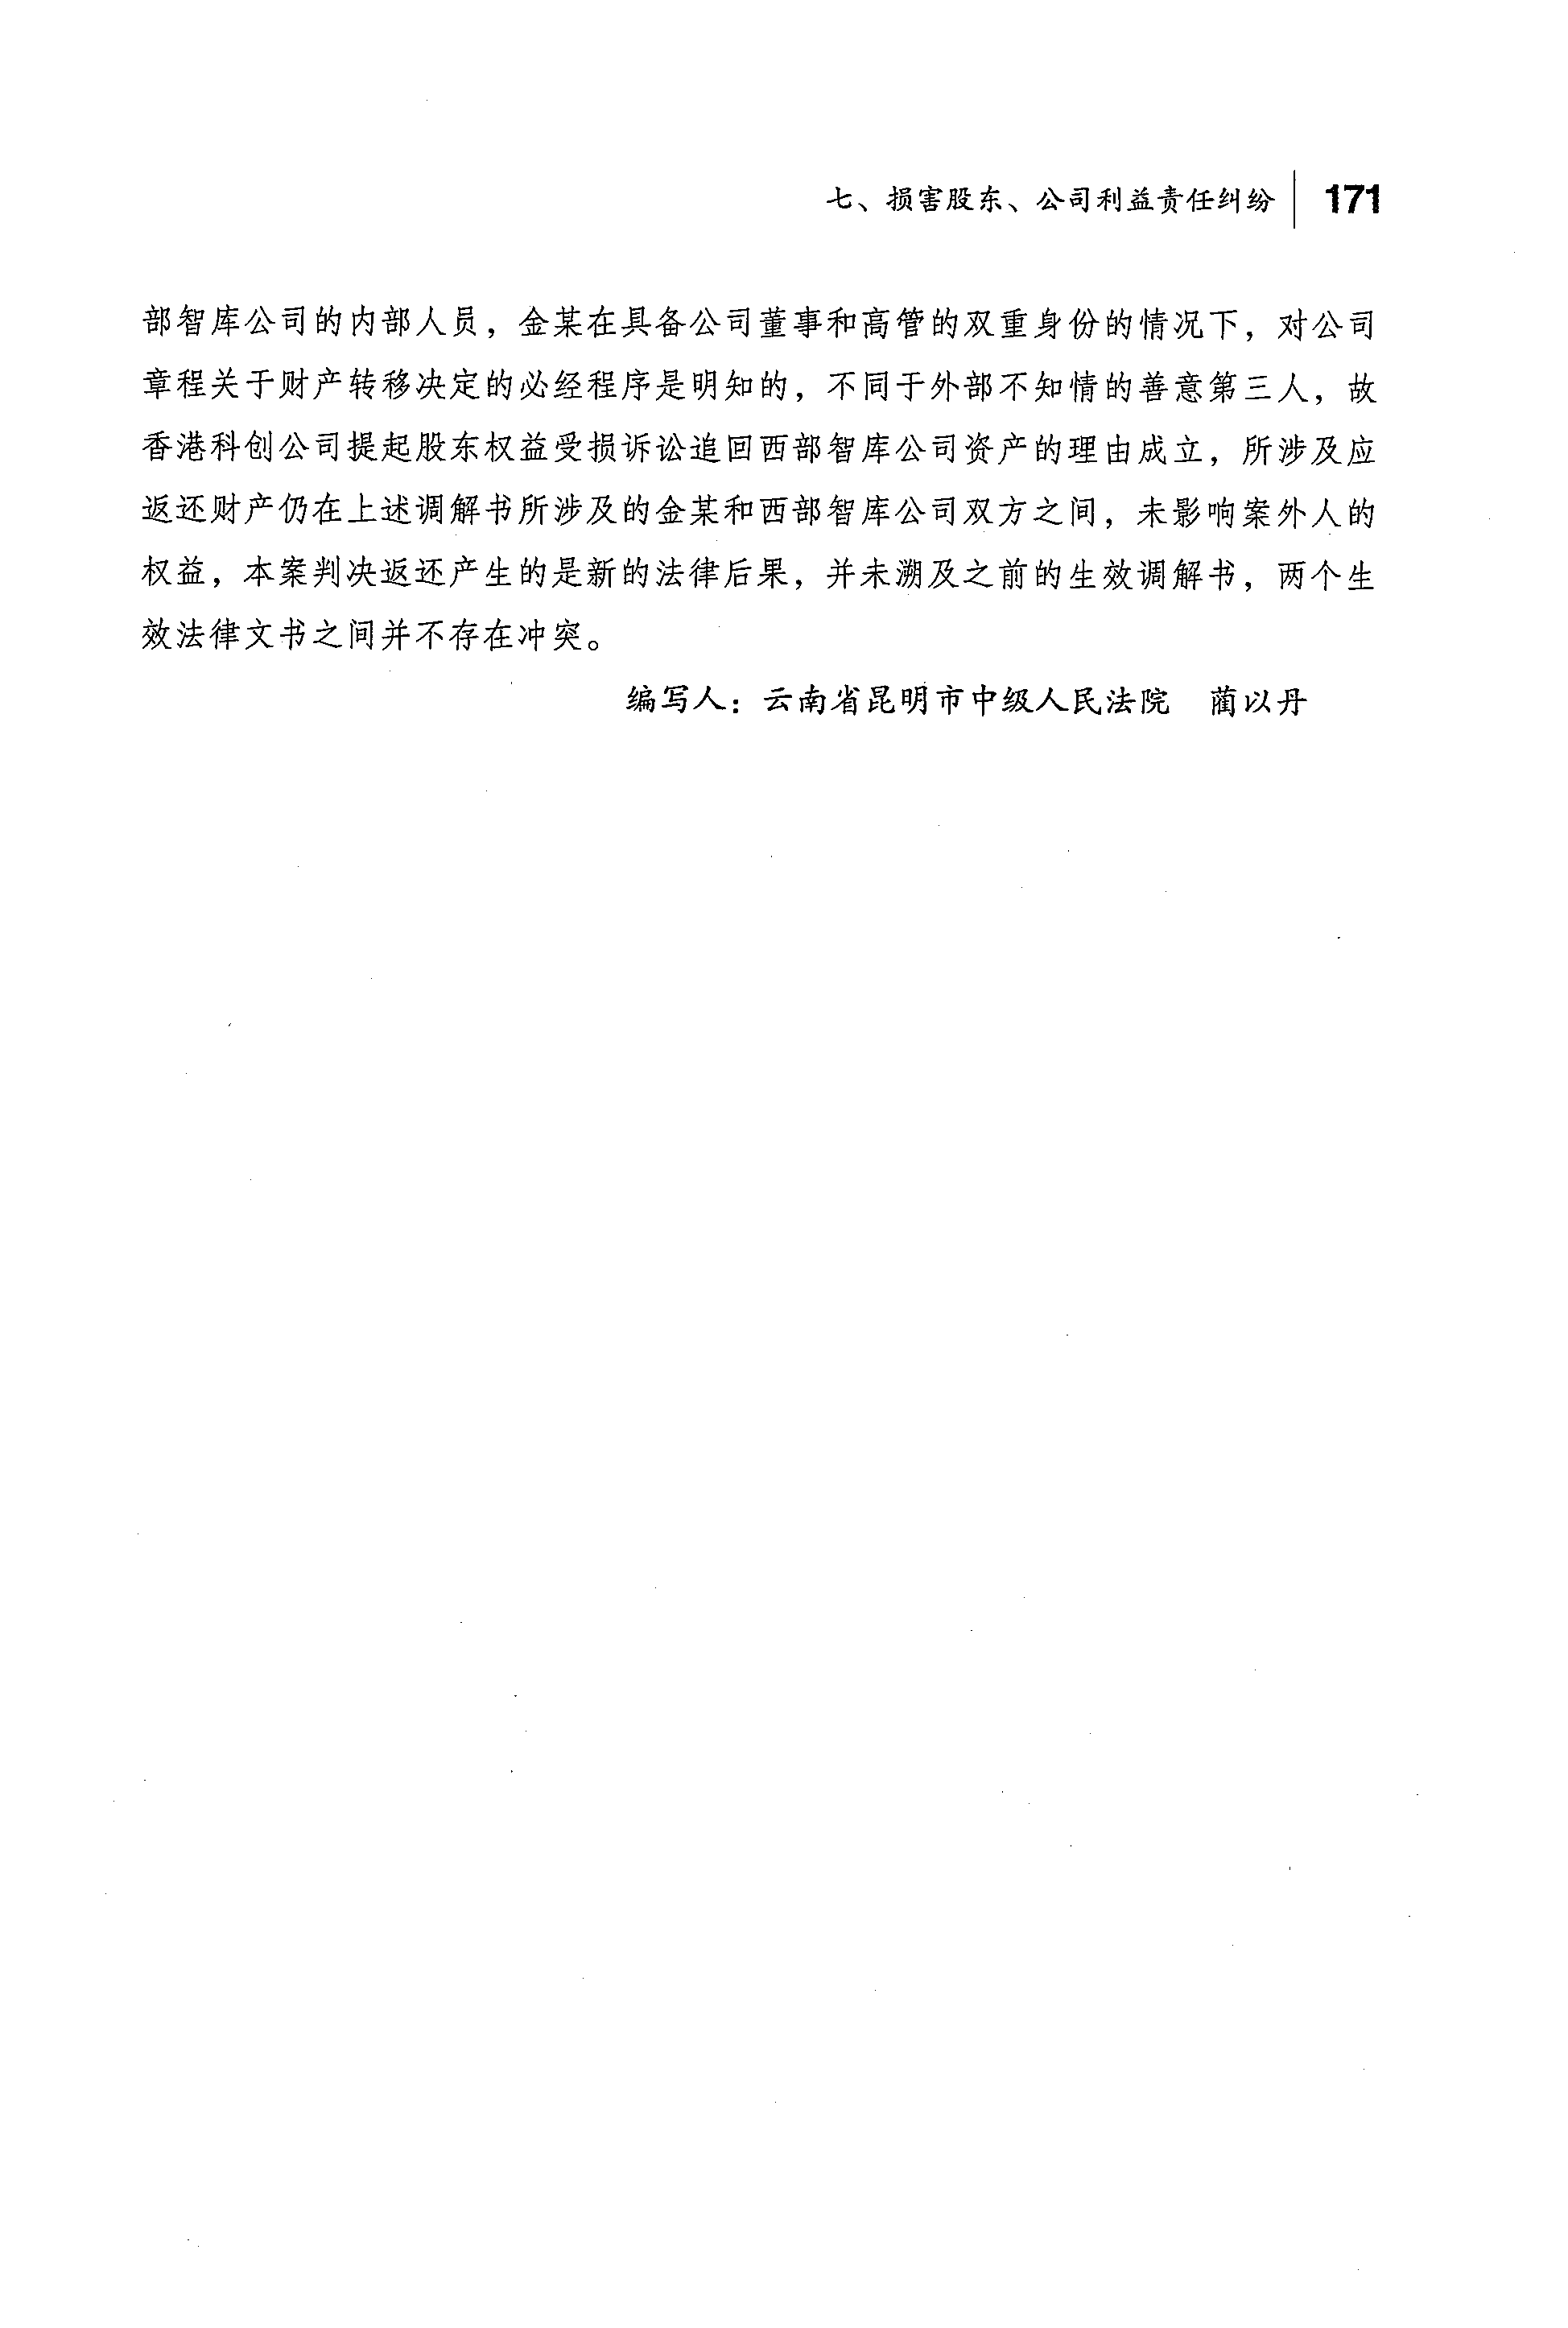 七、损害股东、公司利益责任纠纷 171
部智库公司的内部人员，金某在具备公司董事和高管的双重身份的情况下，对公司
章程关于财产转移决定的必经程序是明知的，不同于外部不知情的善意第三人，故
香港科创公司提起股东权益受损诉讼追回西部智库公司资产的理由成立，所涉及应
返还财产仍在上述调解书所涉及的金某和西部智库公司双方之间，未影响案外人的
权益，本案判决返还产生的是新的法律后果，并未溯及之前的生效调解书，两个生
效法律文书之间并不存在冲突。
编写人：云南省昆明市中级人民法院 蔺以丹